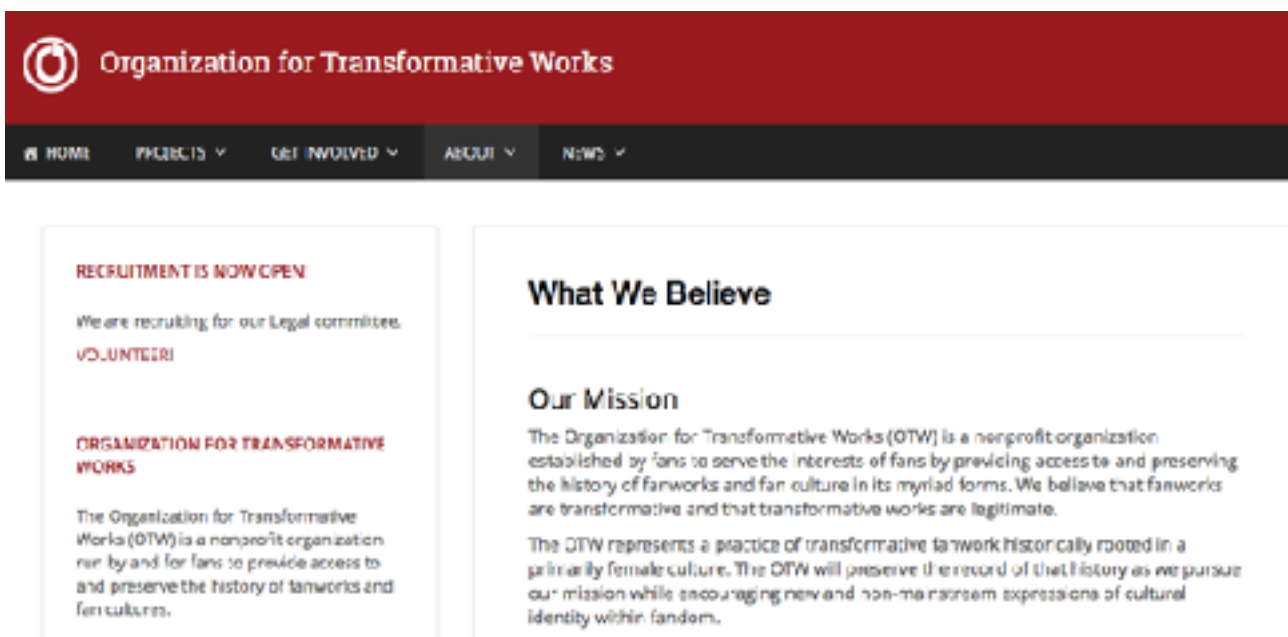 Organization for Transformative Works
HOME PROJECTS GET INVOLVED ABOUT NEWS
RECRUITMENT IS NOW OPEN!
We are recruiting for our Legal committee.
VOLUNTEER!
ORGANIZATION FOR TRANSFORMATIVE
WORKS
The Organization for Transformative
Works (OTW) is a nonprofit organization
run by and for fans to provide access to
and preserve the history of fanworks and
fan cultures.
What We Believe
Our Mission
The Organization for Transformative Works (OTW) is a nonprofit organization
established by fans to serve the interests of fans by providing access to and preserving
the history of fanworks and fan culture in its myriad forms. We believe that fanworks
are transformative and that transformative works are legitimate.
The OTW represents a practice of transformative fanwork historically rooted in a
primarily female culture. The OTW will preserve the record of that history as we pursue
our mission while encouraging new and non-mainstream expressions of cultural
identity within fandom.